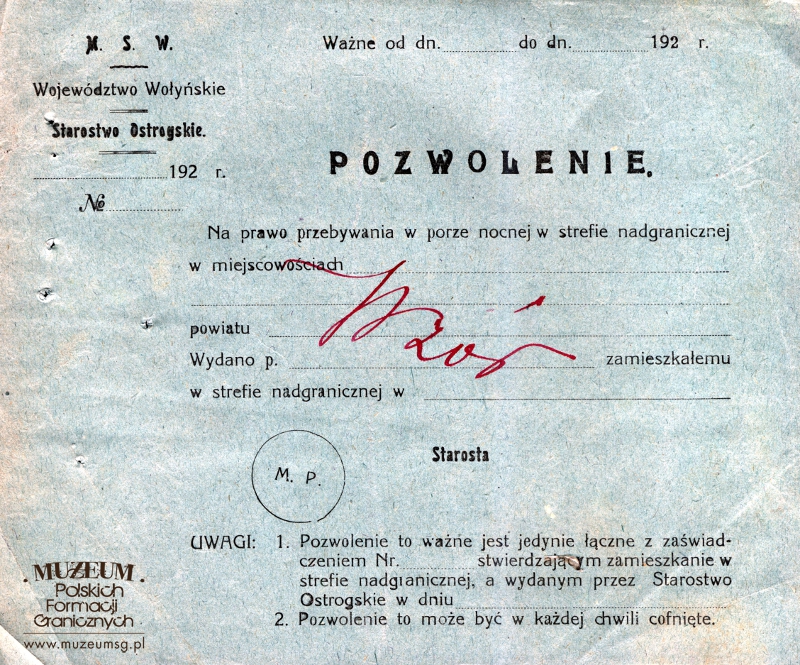 M. S. W.
Ważne od dn. do dn. 192 r.
Województwo Wołyńskie
Starostwo Ostrogskie.
192 r.
№
POZWOLENIE.
Na prawo przebywania w porze nocnej w strefie nadgranicznej
w miejscowościach
powiatu
Wydano p. zamieszkałemu
w strefie nadgranicznej w
Starosta
M. P.
UWAGI: 1. Pozwolenie to ważne jest jedynie łączne z zaświad-
czeniem Nr. stwierdzającym zamieszkanie w
strefie nadgranicznej, a wydanym przez Starostwo
Ostrogskie w dniu
2. Pozwolenie to może być w każdej chwili cofnięte.
MUZEUM
Polskich
Formacji
Granicznych
www.muzeumsg.pl